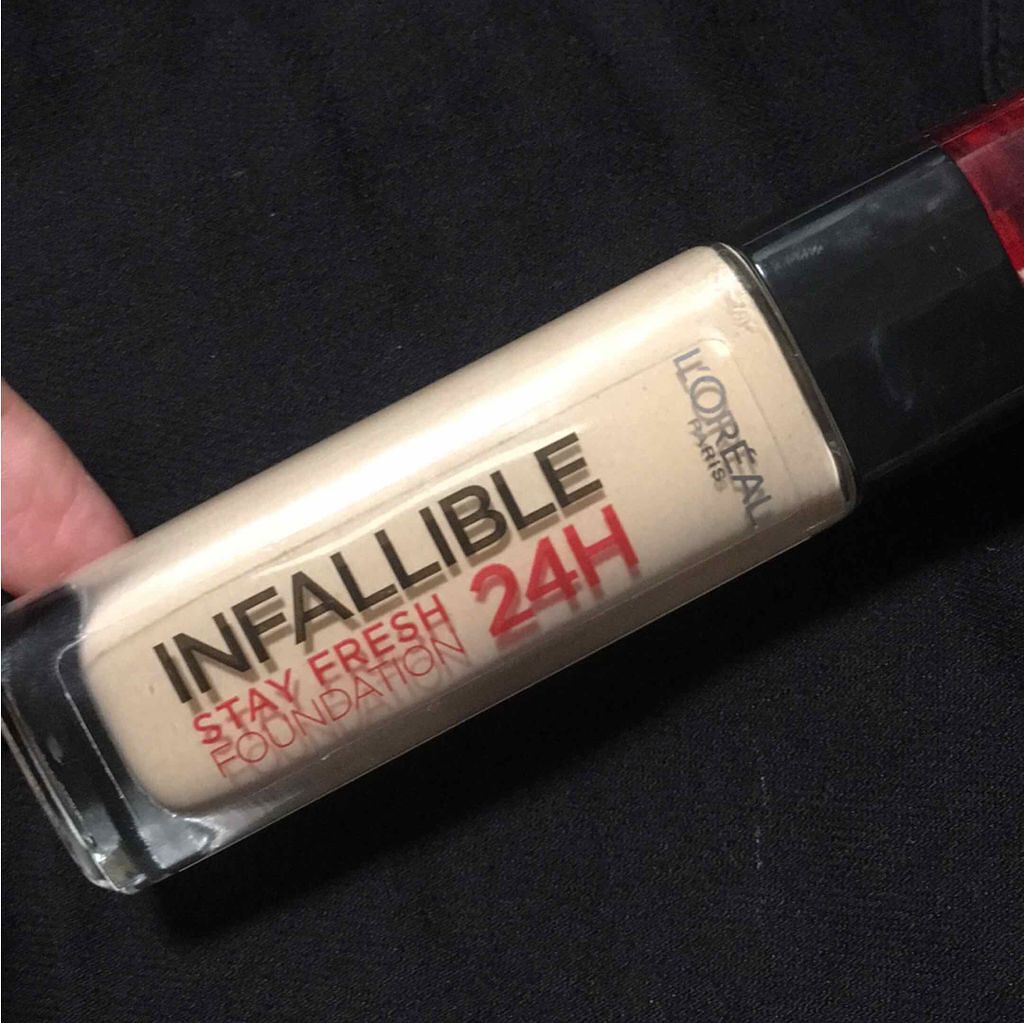 L'ORÉAL
PARIS
INFALLIBLE
STAY FRESH
FOUNDATION
24H